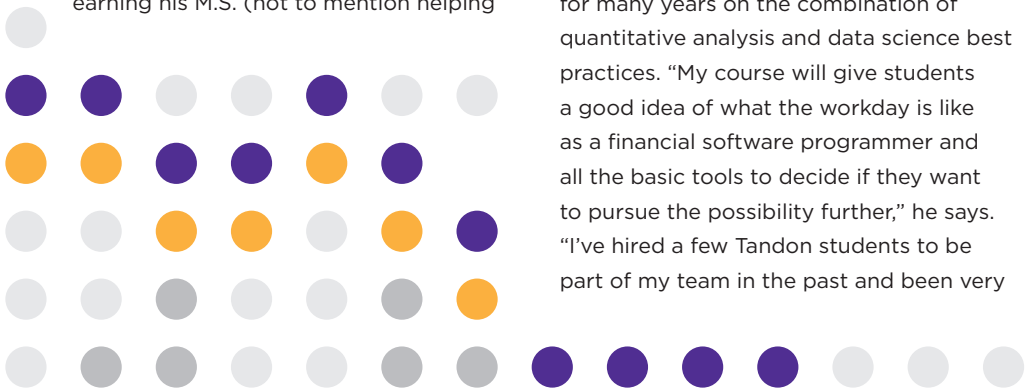 earning his M.S. (not to mention helping
for many years on the combination of
quantitative analysis and data science best
practices. “My course will give students
a good idea of what the workday is like
as a financial software programmer and
all the basic tools to decide if they want
to pursue the possibility further,” he says.
“I’ve hired a few Tandon students to be
part of my team in the past and been very